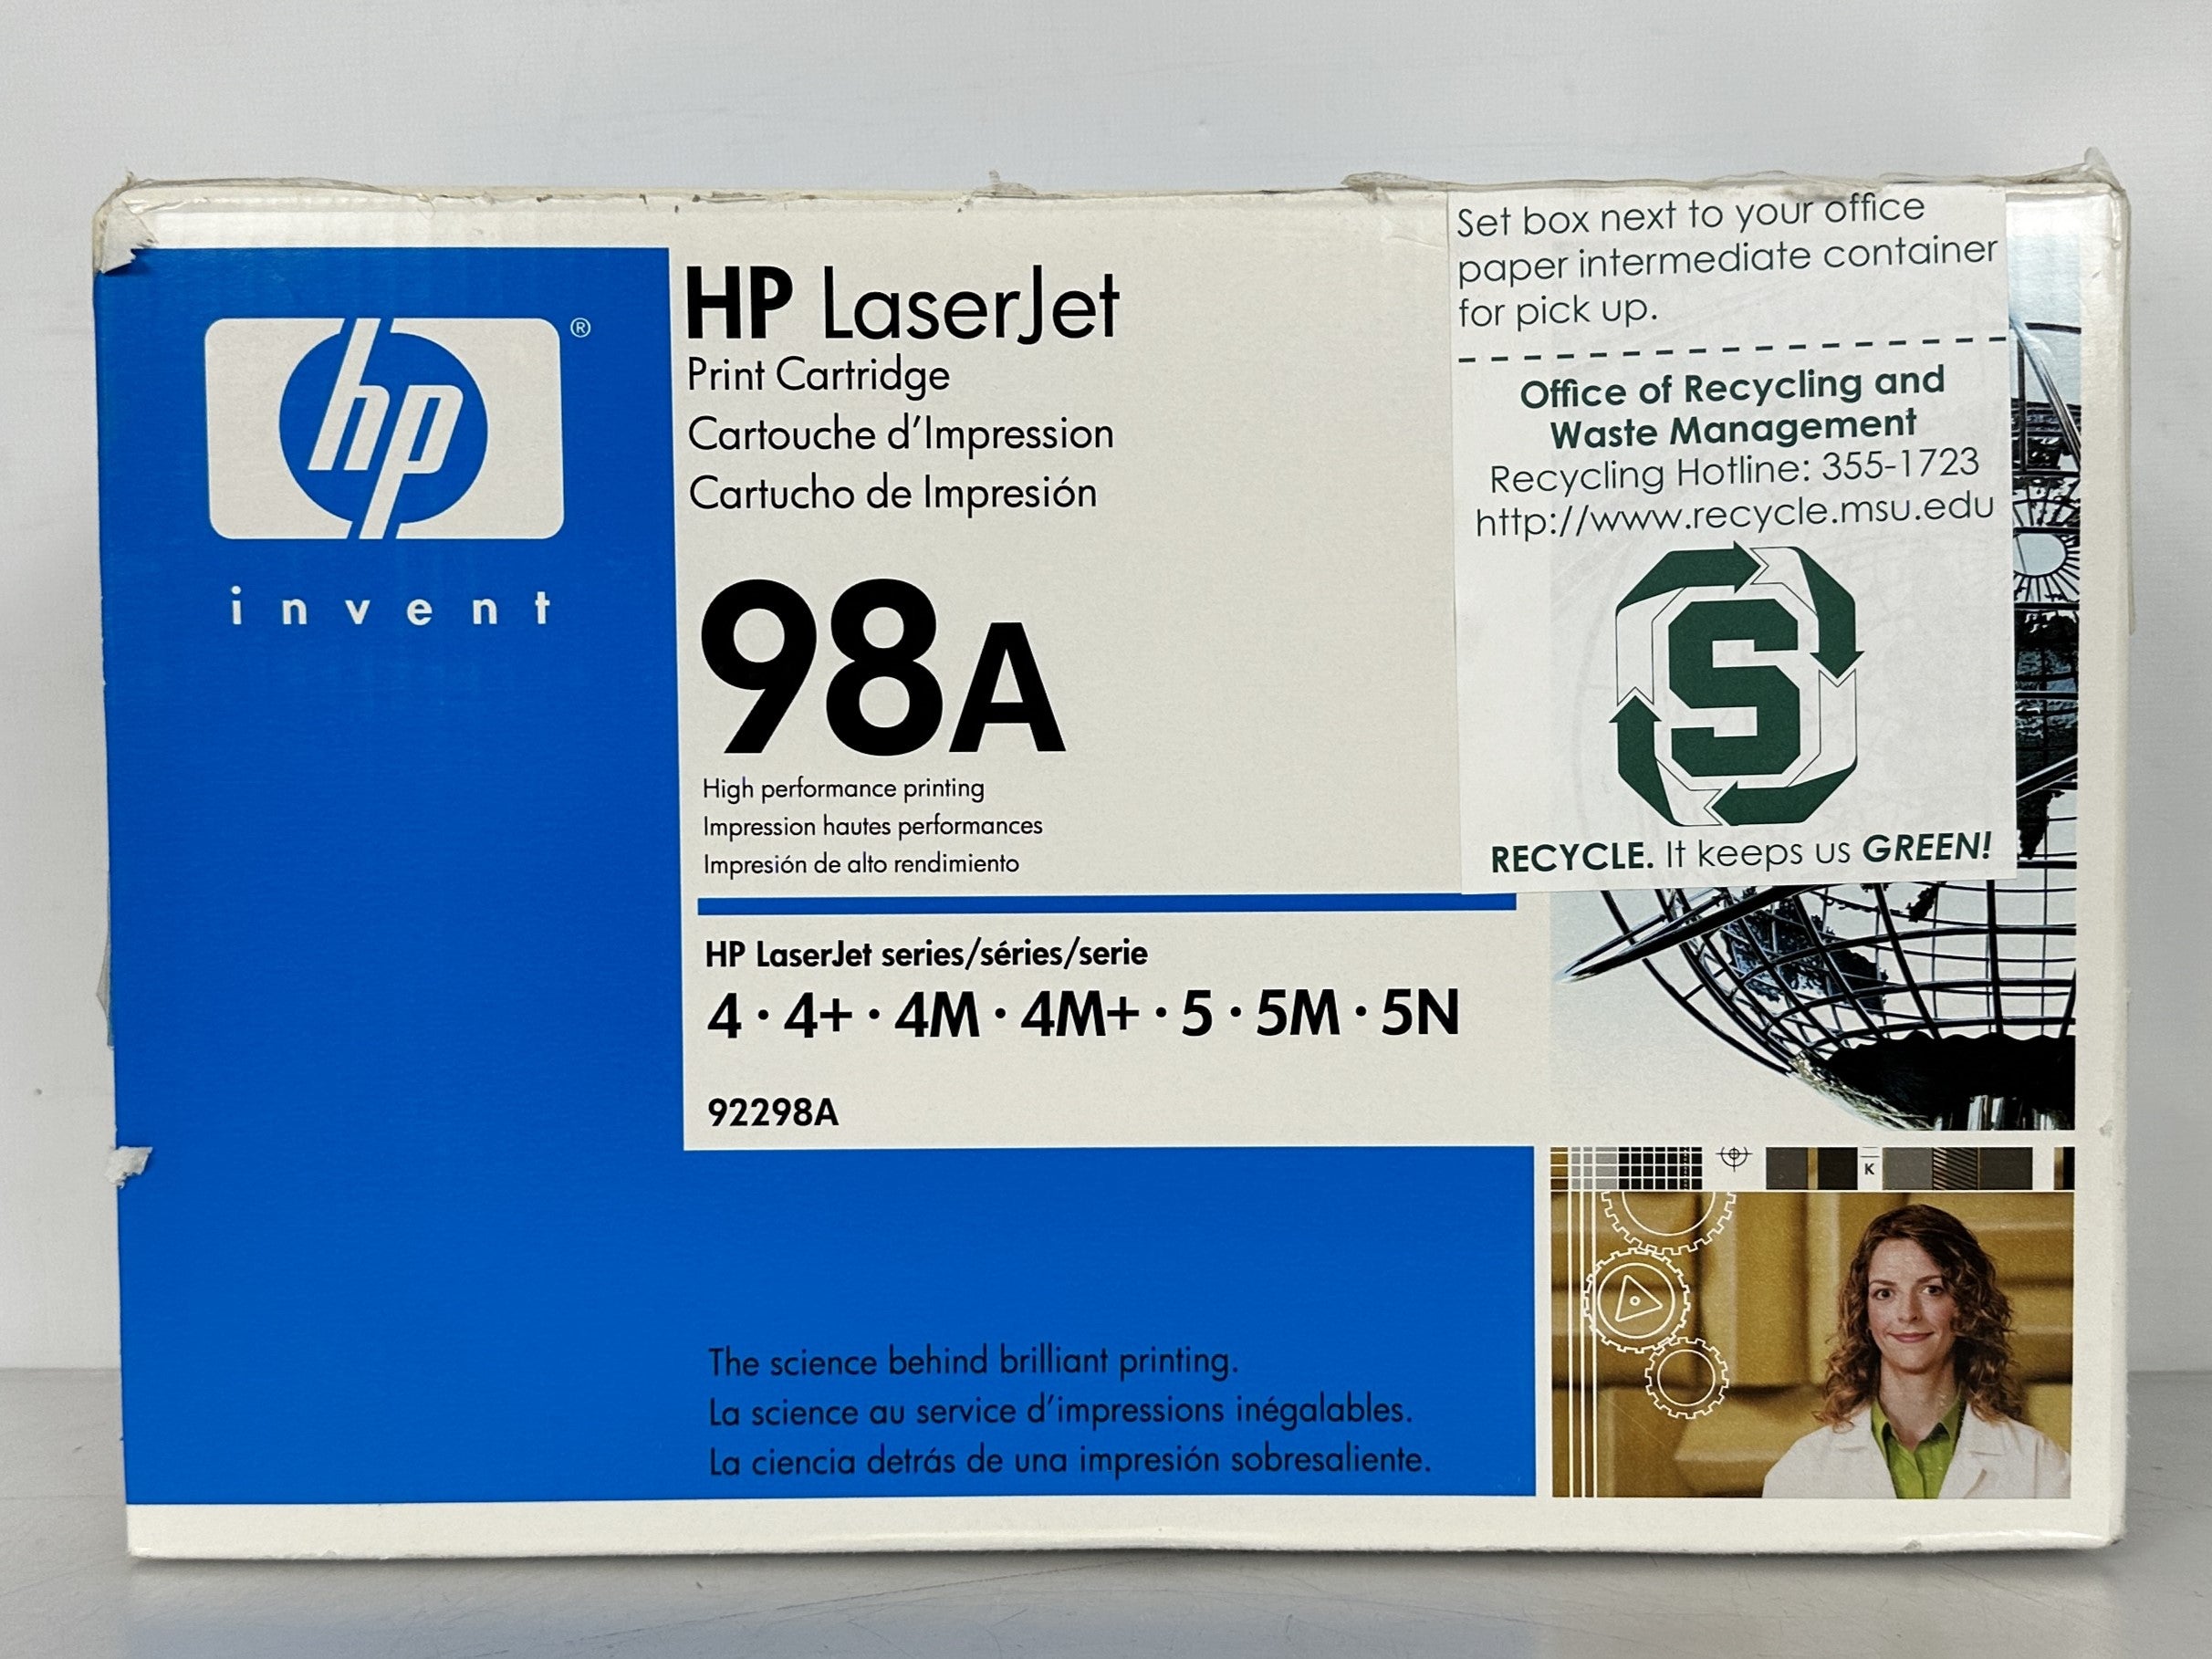 hp®
invent
HP LaserJet
Print Cartridge
Cartouche d'Impression
Cartucho de Impresión
98A
High performance printing
Impression hautes performances
Impresión de alto rendimiento
HP LaserJet series/séries/serie
4 · 4+ · 4M · 4M+ · 5 · 5M · 5N
92298A
The science behind brilliant printing.
La science au service d'impressions inégalables.
La ciencia detrás de una impresión sobresaliente.
Set box next to your office
paper intermediate container
for pick up.
Office of Recycling and
Waste Management
Recycling Hotline: 355-1723
http://www.recycle.msu.edu
S
RECYCLE. It keeps us GREEN!
K